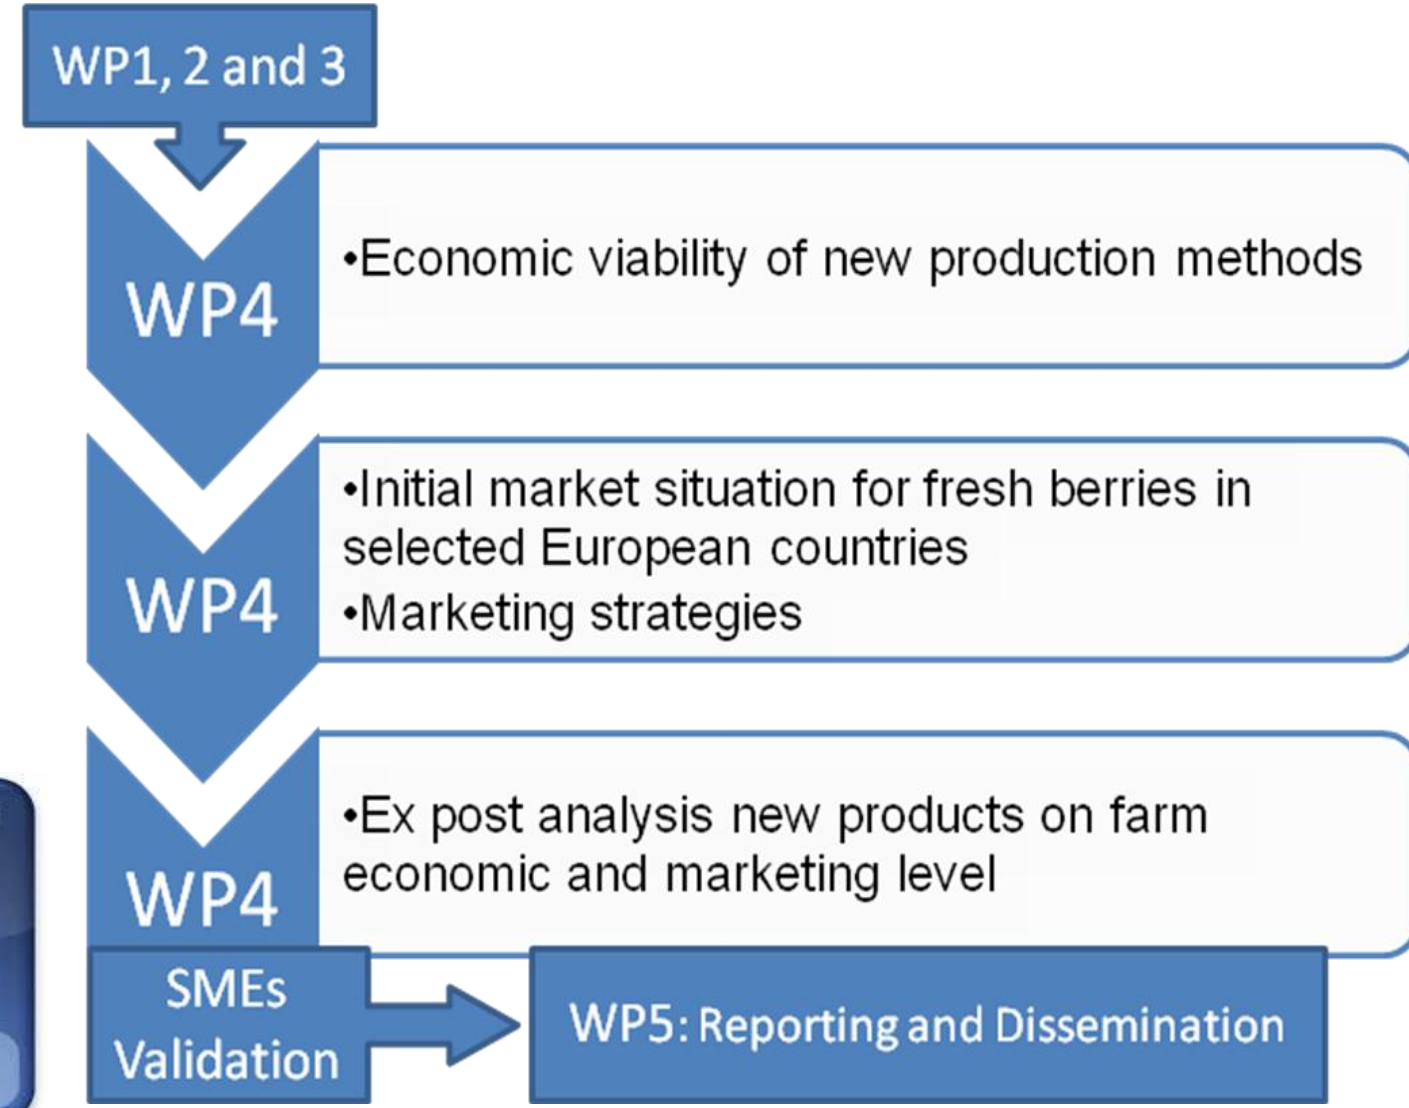 WP1, 2 and 3
WP4
•Economic viability of new production methods
WP4
•Initial market situation for fresh berries in
selected European countries
•Marketing strategies
WP4
•Ex post analysis new products on farm
economic and marketing level
SMEs
Validation
WP5: Reporting and Dissemination